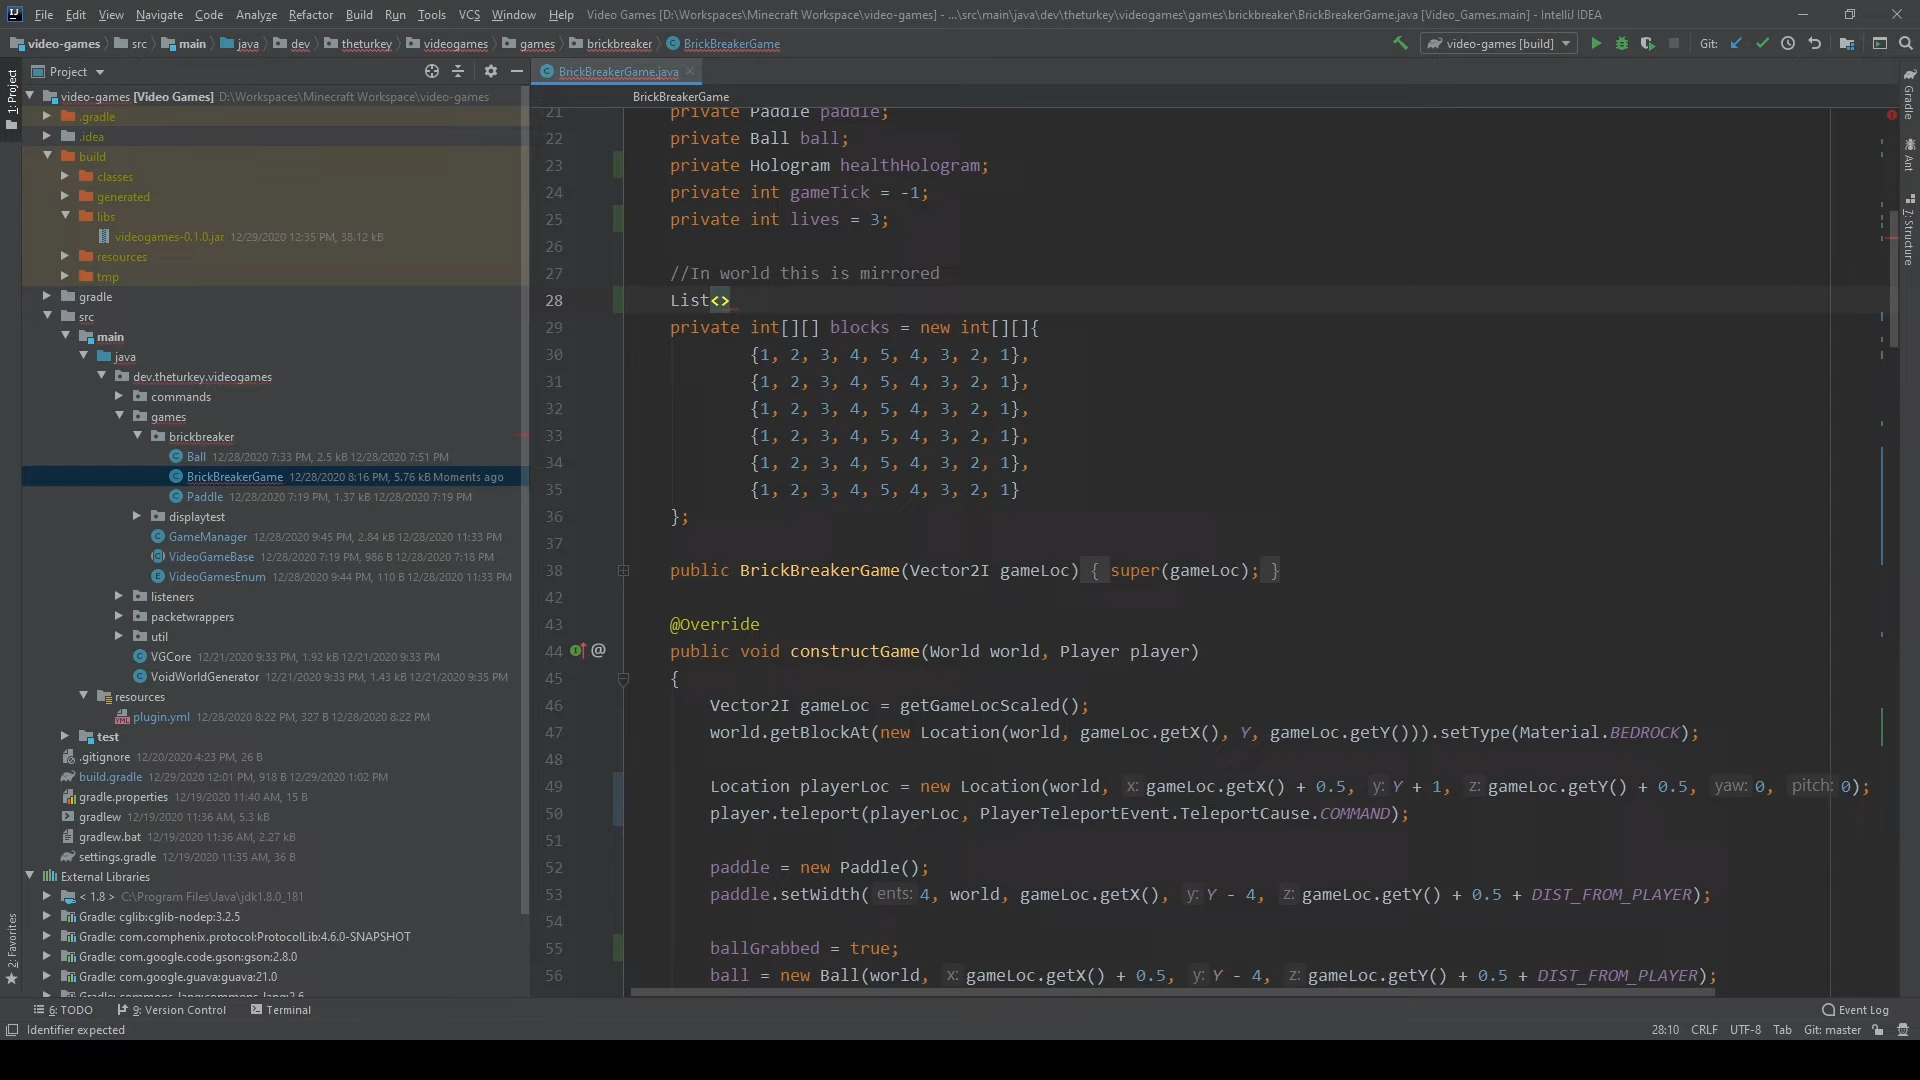 File Edit View Navigate Code Analyze Refactor Build Run Tools VCS Window Help Video Games [D:\Workspaces\Minecraft Workspace\video-games] - ...\src\main\java\dev\theturkey\videogames\games\brickbreaker\BrickBreakerGame.java [Video_Games.main] - IntelliJ IDEA
video-games src main java dev theturkey videogames games brickbreaker BrickBreakerGame video-games [build] Git:
Project BrickBreakerGame.java
1: Project
Gradle
Ant
7: Structure
2: Favorites
BrickBreakerGame
video-games [Video Games] D:\Workspaces\Minecraft Workspace\video-games
.gradle
.idea
build
classes
generated
libs
videogames-0.1.0.jar 12/29/2020 12:35 PM, 38.12 kB
resources
tmp
gradle
src
main
java
dev.theturkey.videogames
commands
games
brickbreaker
Ball 12/28/2020 7:33 PM, 2.5 kB 12/28/2020 7:51 PM
BrickBreakerGame 12/28/2020 8:16 PM, 5.76 kB Moments ago
Paddle 12/28/2020 7:19 PM, 1.37 kB 12/28/2020 7:19 PM
displaytest
GameManager 12/28/2020 9:45 PM, 2.84 kB 12/28/2020 11:33 PM
VideoGameBase 12/28/2020 7:19 PM, 986 B 12/28/2020 7:18 PM
VideoGamesEnum 12/28/2020 9:44 PM, 110 B 12/28/2020 11:33 PM
listeners
packetwrappers
util
VGCore 12/21/2020 9:33 PM, 1.92 kB 12/21/2020 9:33 PM
VoidWorldGenerator 12/21/2020 9:33 PM, 1.43 kB 12/21/2020 9:35 PM
resources
plugin.yml 12/28/2020 8:22 PM, 327 B 12/28/2020 8:22 PM
test
.gitignore 12/20/2020 4:23 PM, 26 B
build.gradle 12/29/2020 12:01 PM, 918 B 12/29/2020 1:02 PM
gradle.properties 12/19/2020 11:40 AM, 15 B
gradlew 12/19/2020 11:36 AM, 5.3 kB
gradlew.bat 12/19/2020 11:36 AM, 2.27 kB
settings.gradle 12/19/2020 11:35 AM, 36 B
External Libraries
< 1.8 > C:\Program Files\Java\jdk1.8.0_181
Gradle: cglib:cglib-nodep:3.2.5
Gradle: com.comphenix.protocol:ProtocolLib:4.6.0-SNAPSHOT
Gradle: com.google.code.gson:gson:2.8.0
Gradle: com.google.guava:guava:21.0
Gradle: commons-lang:commons-lang:2.6
21 private Paddle paddle;
22 private Ball ball;
23 private Hologram healthHologram;
24 private int gameTick = -1;
25 private int lives = 3;
26
27 //In world this is mirrored
28 List<>
29 private int[][] blocks = new int[][]{
30 {1, 2, 3, 4, 5, 4, 3, 2, 1},
31 {1, 2, 3, 4, 5, 4, 3, 2, 1},
32 {1, 2, 3, 4, 5, 4, 3, 2, 1},
33 {1, 2, 3, 4, 5, 4, 3, 2, 1},
34 {1, 2, 3, 4, 5, 4, 3, 2, 1},
35 {1, 2, 3, 4, 5, 4, 3, 2, 1}
36 };
37
38 public BrickBreakerGame(Vector2I gameLoc) { super(gameLoc); }
42
43 @Override
44 @ public void constructGame(World world, Player player)
45 {
46 Vector2I gameLoc = getGameLocScaled();
47 world.getBlockAt(new Location(world, gameLoc.getX(), Y, gameLoc.getY())).setType(Material.BEDROCK);
48
49 Location playerLoc = new Location(world, x: gameLoc.getX() + 0.5, y: Y + 1, z: gameLoc.getY() + 0.5, yaw: 0, pitch: 0);
50 player.teleport(playerLoc, PlayerTeleportEvent.TeleportCause.COMMAND);
51
52 paddle = new Paddle();
53 paddle.setWidth( ents: 4, world, gameLoc.getX(), y: Y - 4, z: gameLoc.getY() + 0.5 + DIST_FROM_PLAYER);
54
55 ballGrabbed = true;
56 ball = new Ball(world, x: gameLoc.getX() + 0.5, y: Y - 4, z: gameLoc.getY() + 0.5 + DIST_FROM_PLAYER);
6: TODO 9: Version Control Terminal Event Log
Identifier expected 28:10 CRLF UTF-8 Tab Git: master